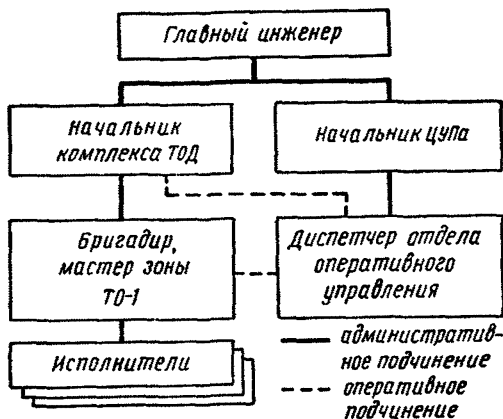 Главный инженер
Начальник
комплекса ТОД
Начальник ЦУПа
Бригадир,
мастер зоны
ТО-1
Диспетчер отдела
оперативного
управления
Исполнители
административ-
ное подчинение
оперативное
подчинение